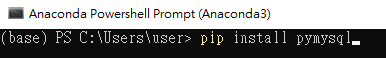 Anaconda Powershell Prompt (Anaconda3)
(base) PS C:\Users\user> pip install pymysql